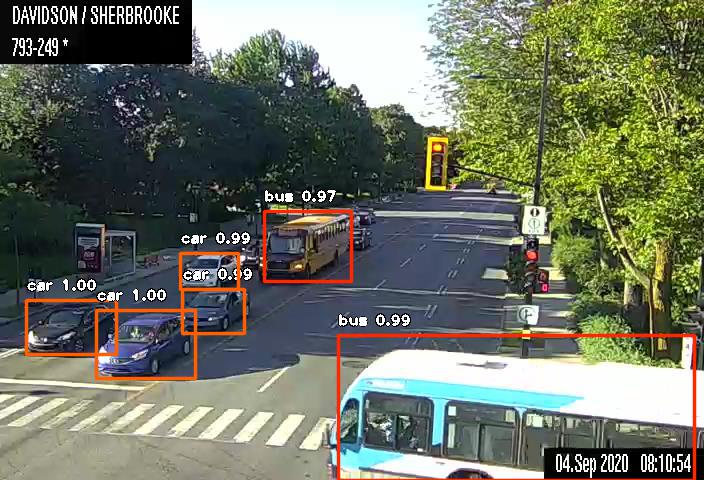 DAVIDSON / SHERBROOKE
793-249 *
bus 0.97
car 0.99
car 0.99
car 1.00
car 1.00
bus 0.99
04.Sep 2020 08:10:54